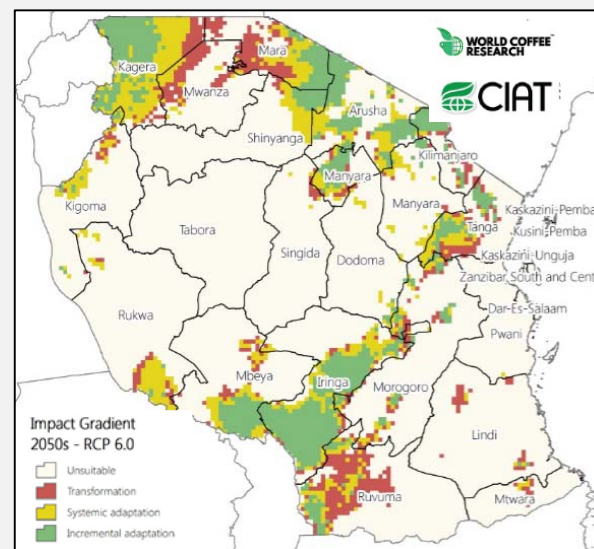 WORLD COFFEE
RESEARCH
CIAT
Mara
Kagera
Mwanza
Arusha
Shinyanga
Kilimanjaro
Manyara
Kigoma
Manyara
Tanga
Kaskazini-Pemba
Kusini-Pemba
Tabora
Singida
Dodoma
Kaskazini-Unguja
Zanzibar South and Cent
Dar-Es-Salaam
Rukwa
Pwani
Mbeya
Iringa
Morogoro
Lindi
Impact Gradient
2050s - RCP 6.0
Unsuitable
Transformation
Systemic adaptation
Incremental adaptation
Ruvuma
Mtwara